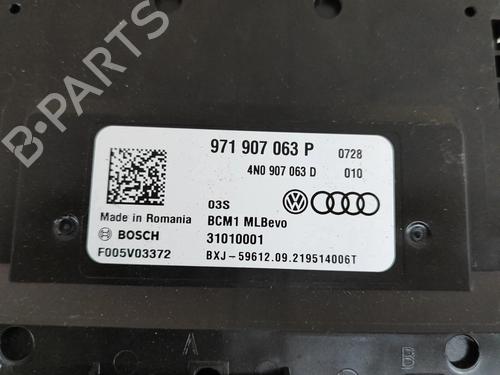 971 907 063 P 0728
4N0 907 063 D 010
03S
Made in Romania BCM1 MLBevo
BOSCH 31010001
F005V03372 BXJ-59612.09.219514006T
A B
B-Parts